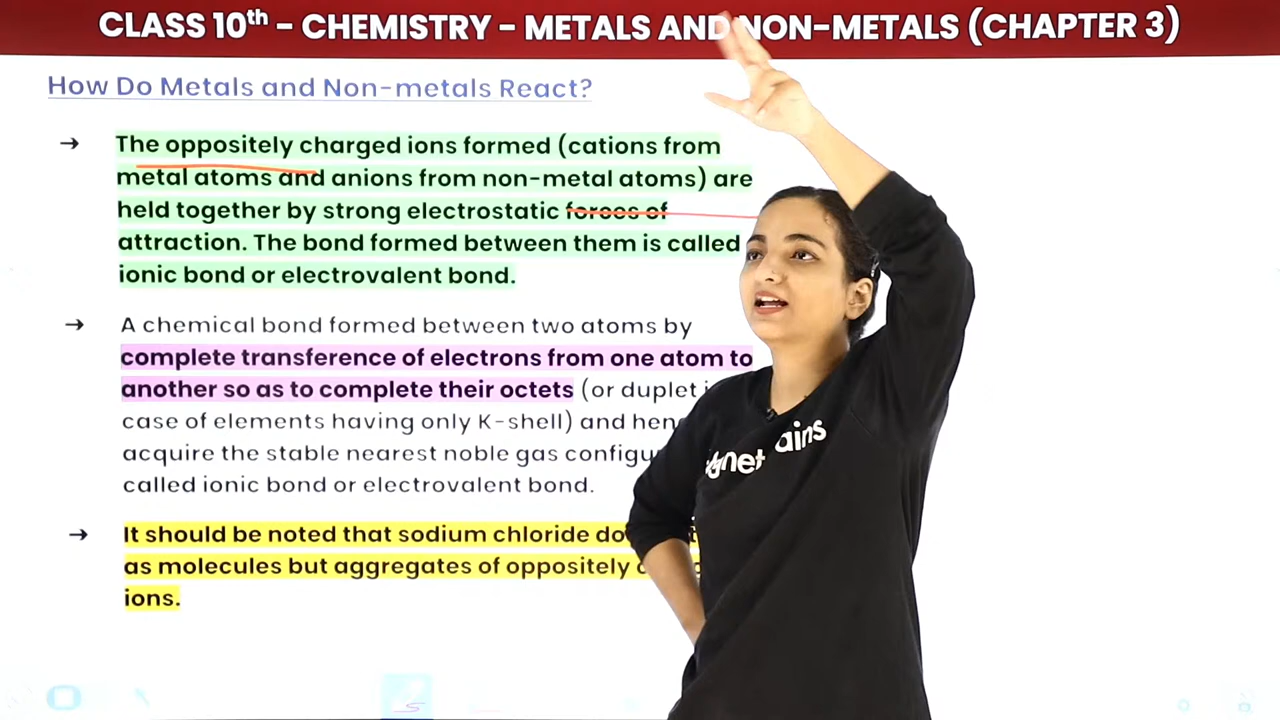 CLASS 10th - CHEMISTRY - METALS AND NON-METALS (CHAPTER 3)
How Do Metals and Non-metals React?
→ The oppositely charged ions formed (cations from
metal atoms and anions from non-metal atoms) are
held together by strong electrostatic forces of
attraction. The bond formed between them is called
ionic bond or electrovalent bond.
→ A chemical bond formed between two atoms by
complete transference of electrons from one atom to
another so as to complete their octets (or duplet
case of elements having only K-shell) and
acquire the stable nearest noble gas
called ionic bond or electrovalent bond.
→ It should be noted that sodium chloride
as molecules but aggregates of oppositely
ions.